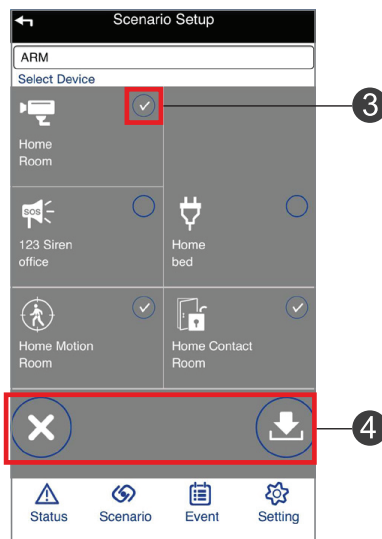 Scenario Setup
ARM
Select Device
3
Home
Room
SOS
123 Siren
office
Home
bed
Home Motion
Room
Home Contact
Room
4
Status Scenario Event Setting